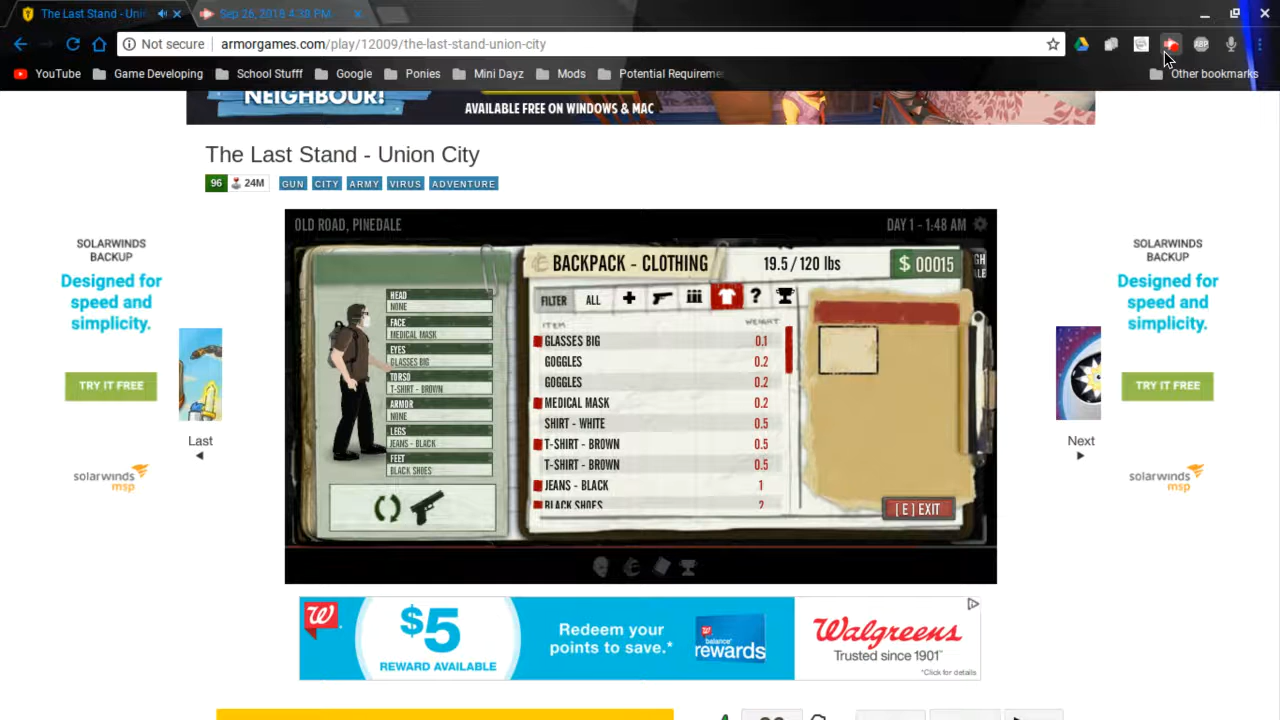 The Last Stand - Uni
Sep 26, 2018 4:38 PM
Not secure
armorgames.com/play/12009/the-last-stand-union-city
YouTube
Game Developing
School Stufff
Google
Ponies
Mini Dayz
Mods
Potential Requireme
Other bookmarks
NEIGHBOUR!
AVAILABLE FREE ON WINDOWS & MAC
The Last Stand - Union City
96
24M
GUN
CITY
ARMY
VIRUS
ADVENTURE
SOLARWINDS
BACKUP
Designed for
speed and
simplicity.
TRY IT FREE
solarwinds
msp
Last
OLD ROAD, PINEDALE
DAY 1 - 1:48 AM
HEAD
NONE
FACE
MEDICAL MASK
EYES
GLASSES BIG
TORSO
T-SHIRT - BROWN
ARMOR
NONE
LEGS
JEANS - BLACK
FEET
BLACK SHOES
BACKPACK - CLOTHING
19.5 / 120 lbs
$ 00015
FILTER
ALL
?
ITEM
WEIGHT
GLASSES BIG 0.1
GOGGLES 0.2
GOGGLES 0.2
MEDICAL MASK 0.2
SHIRT - WHITE 0.5
T-SHIRT - BROWN 0.5
T-SHIRT - BROWN 0.5
JEANS - BLACK 1
BLACK SHOES 2
[ E ] EXIT
SOLARWINDS
BACKUP
Designed for
speed and
simplicity.
TRY IT FREE
Next
solarwinds
msp
W
$5
REWARD AVAILABLE
Redeem your
points to save.*
balance
rewards
Walgreens
Trusted since 1901
*Click for details